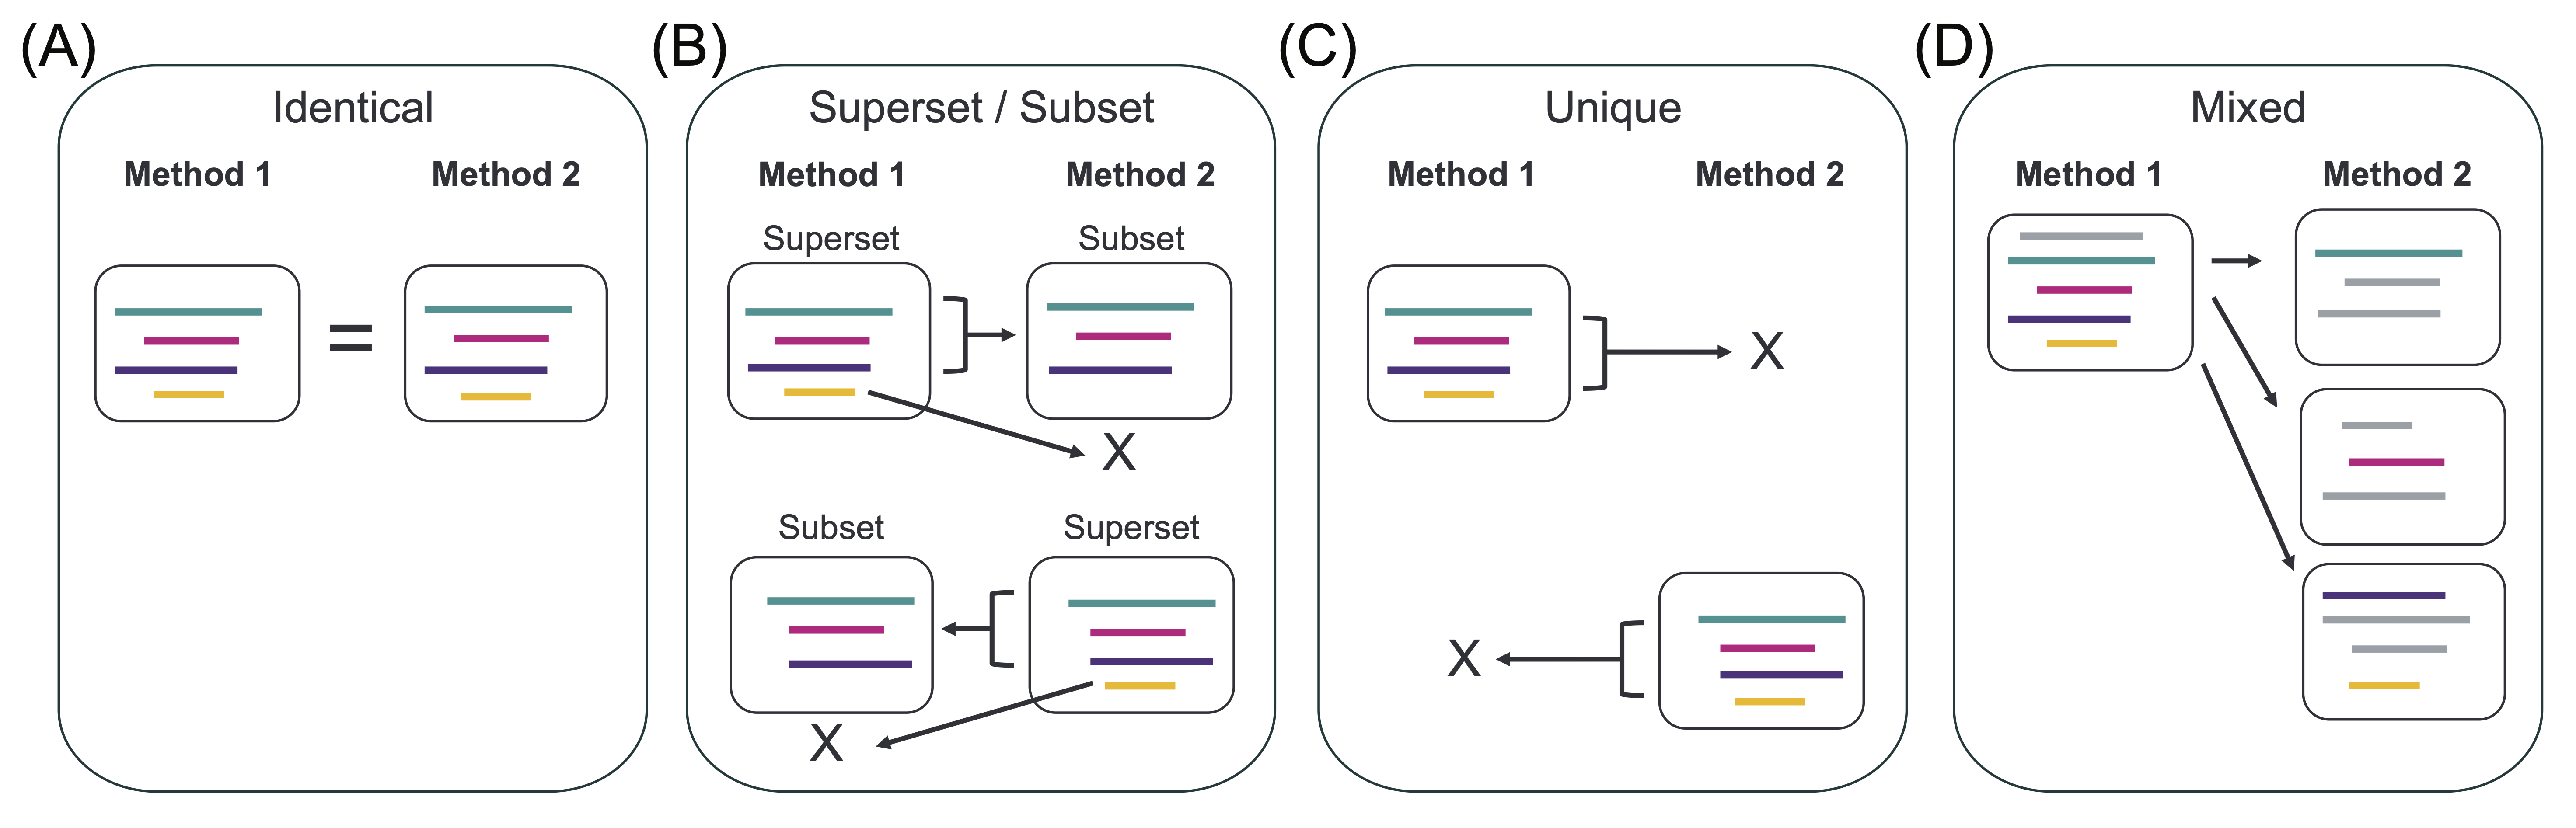 (A)
Identical
Method 1 Method 2
=
(B)
Superset / Subset
Method 1 Method 2
Superset Subset
X
Subset Superset
X
(C)
Unique
Method 1 Method 2
X
X
(D)
Mixed
Method 1 Method 2